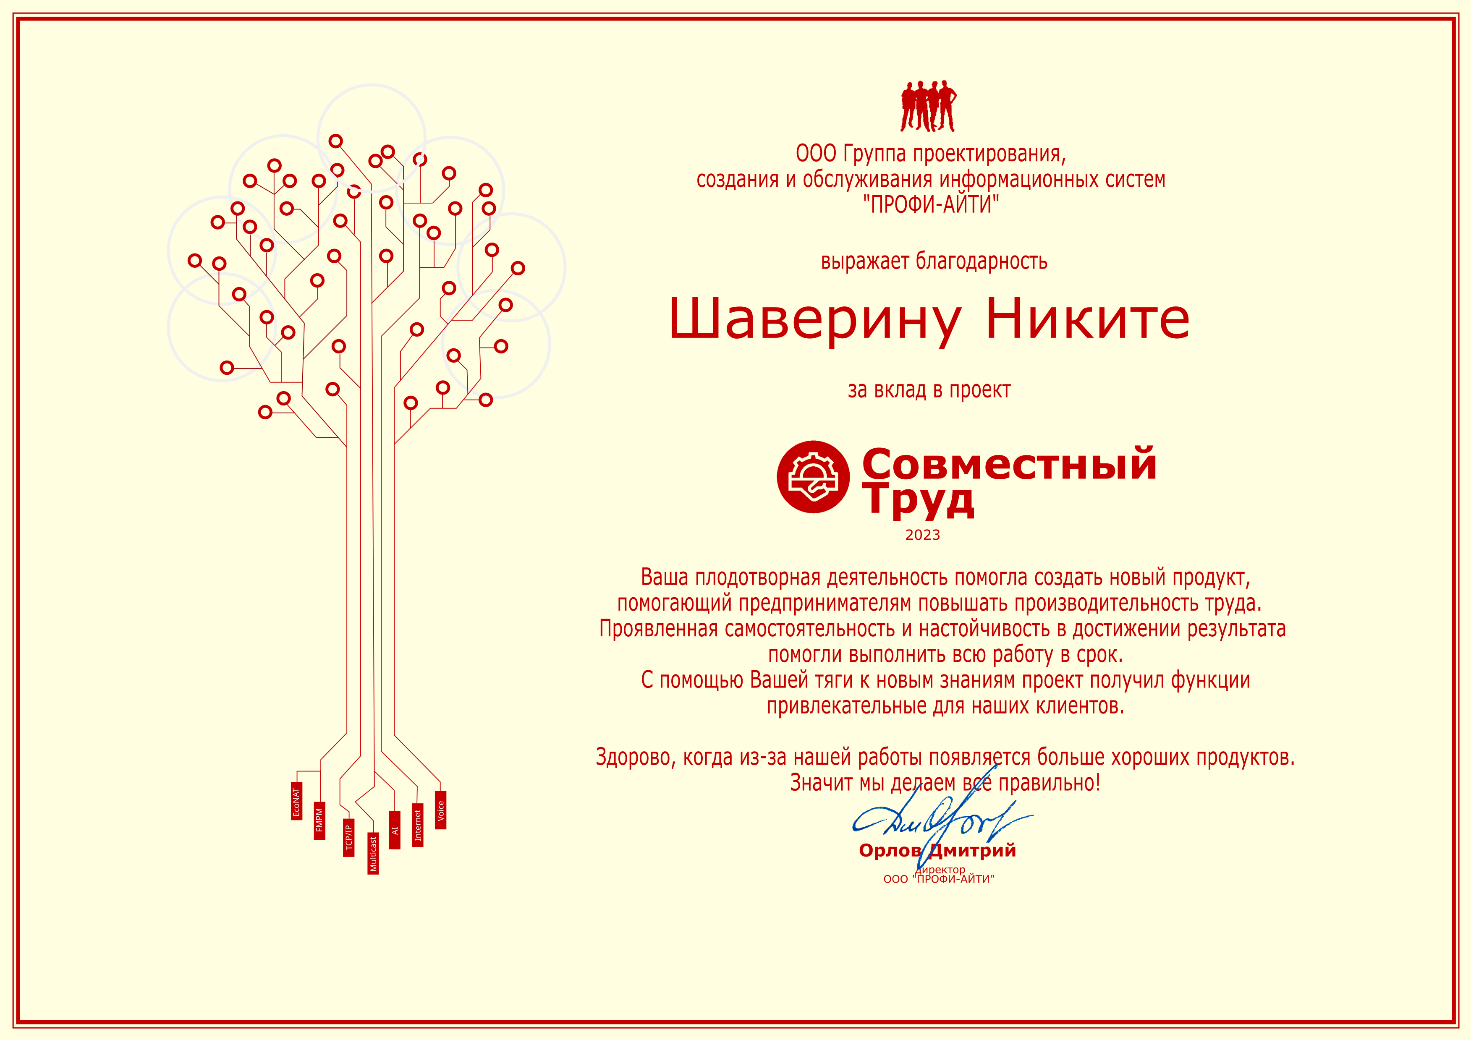 ООО Группа проектирования,
создания и обслуживания информационных систем
"ПРОФИ-АЙТИ"
выражает благодарность
Шаверину Никите
за вклад в проект
Совместный
Труд
2023
Ваша плодотворная деятельность помогла создать новый продукт,
помогающий предпринимателям повышать производительность труда.
Проявленная самостоятельность и настойчивость в достижении результата
помогли выполнить всю работу в срок.
С помощью Вашей тяги к новым знаниям проект получил функции
привлекательные для наших клиентов.
Здорово, когда из-за нашей работы появляется больше хороших продуктов.
Значит мы делаем все правильно!
Орлов Дмитрий
директор
ООО "ПРОФИ-АЙТИ"
EcoNAT
FMPM
TCP/IP
Multicast
AI
Internet
Voice